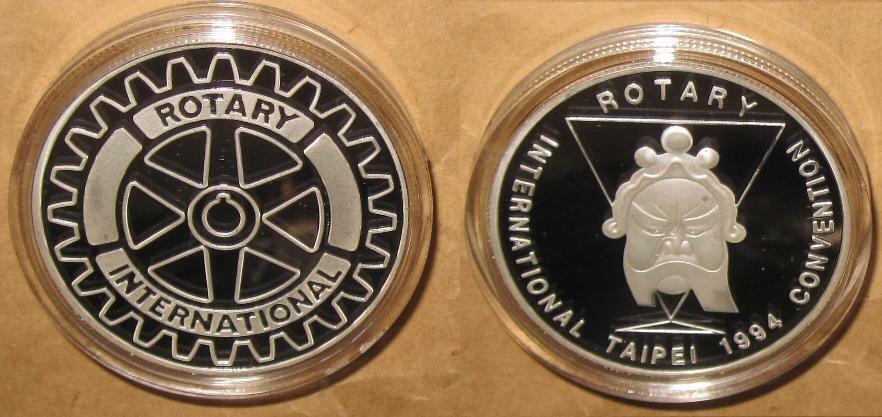 ROTARY
INTERNATIONAL
ROTARY
INTERNATIONAL TAIPEI 1994 CONVENTION